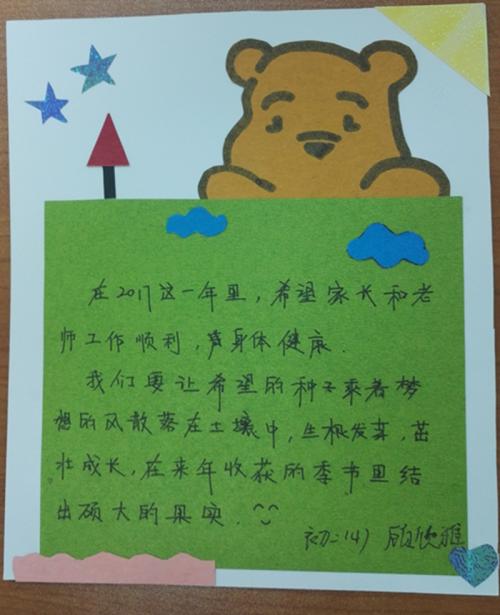 在2017这一年里，希望家长和老
师工作顺利，身体健康．
我们要让希望的种子乘着梦
想的风散落在土壤中，生根发芽，茁
壮成长，在来年收获的季节里结
出硕大的果实．
初二(4) 顾欣雅